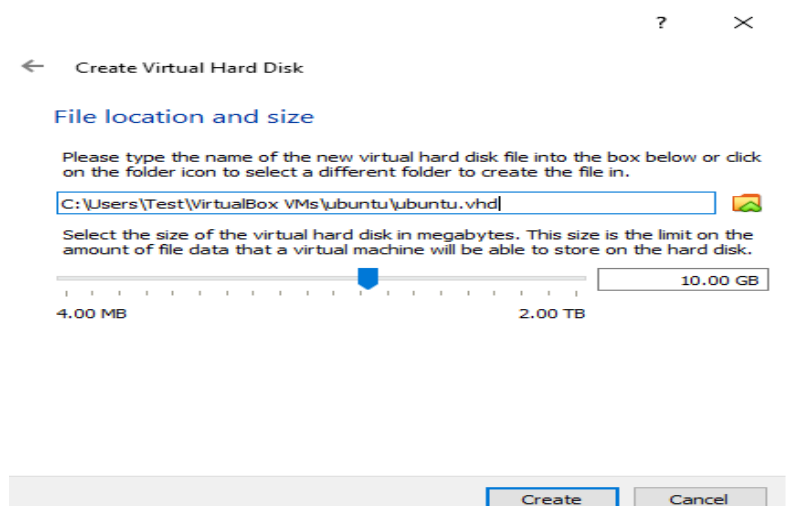 ?
Create Virtual Hard Disk
File location and size
Please type the name of the new virtual hard disk file into the box below or click
on the folder icon to select a different folder to create the file in.
C:\Users\Test\VirtualBox VMs\ubuntu\ubuntu.vhd
Select the size of the virtual hard disk in megabytes. This size is the limit on the
amount of file data that a virtual machine will be able to store on the hard disk.
10.00 GB
4.00 MB 2.00 TB
Create Cancel